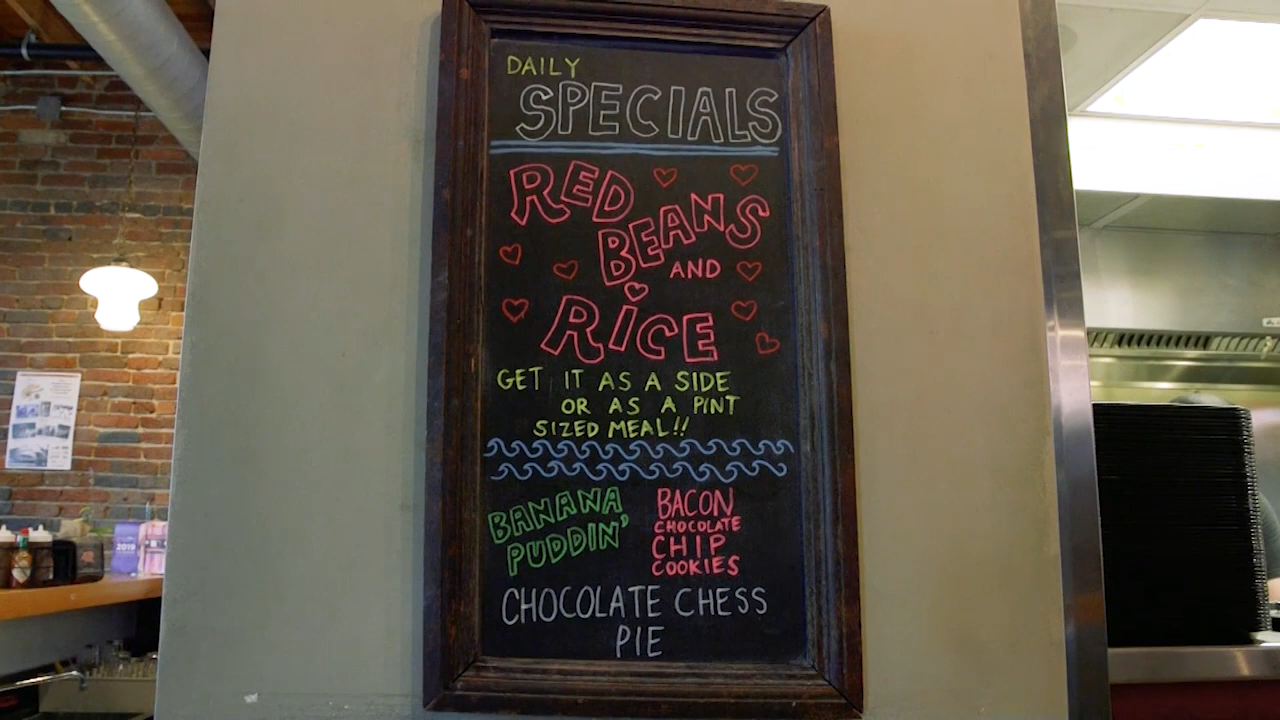 DAILY
SPECIALS
RED
BEANS
AND
RICE
GET IT AS A SIDE
OR AS A PINT
SIZED MEAL!!
BANANA
PUDDIN'
BACON
CHOCOLATE
CHIP
COOKIES
CHOCOLATE CHESS
PIE
2019